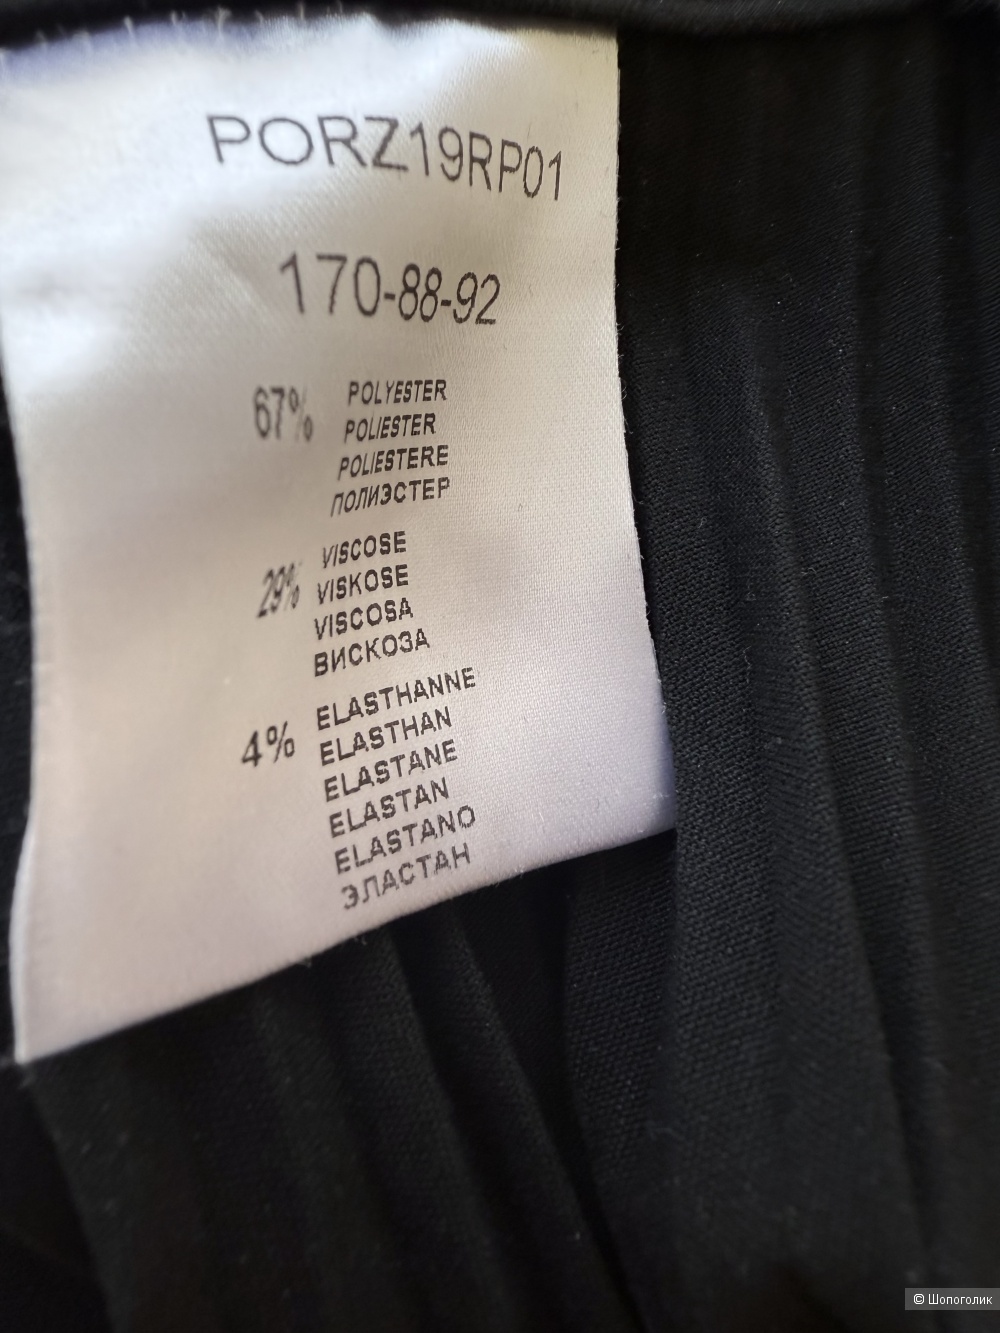 PORZ19RP01
170-88-92
67% POLYESTER
POLIESTER
POLIESTERE
ПОЛИЭСТЕР
29% VISCOSE
VISKOSE
VISCOSA
ВИСКОЗА
4% ELASTHANNE
ELASTHAN
ELASTANE
ELASTAN
ELASTANO
ЭЛАСТАН
© Шопоголик